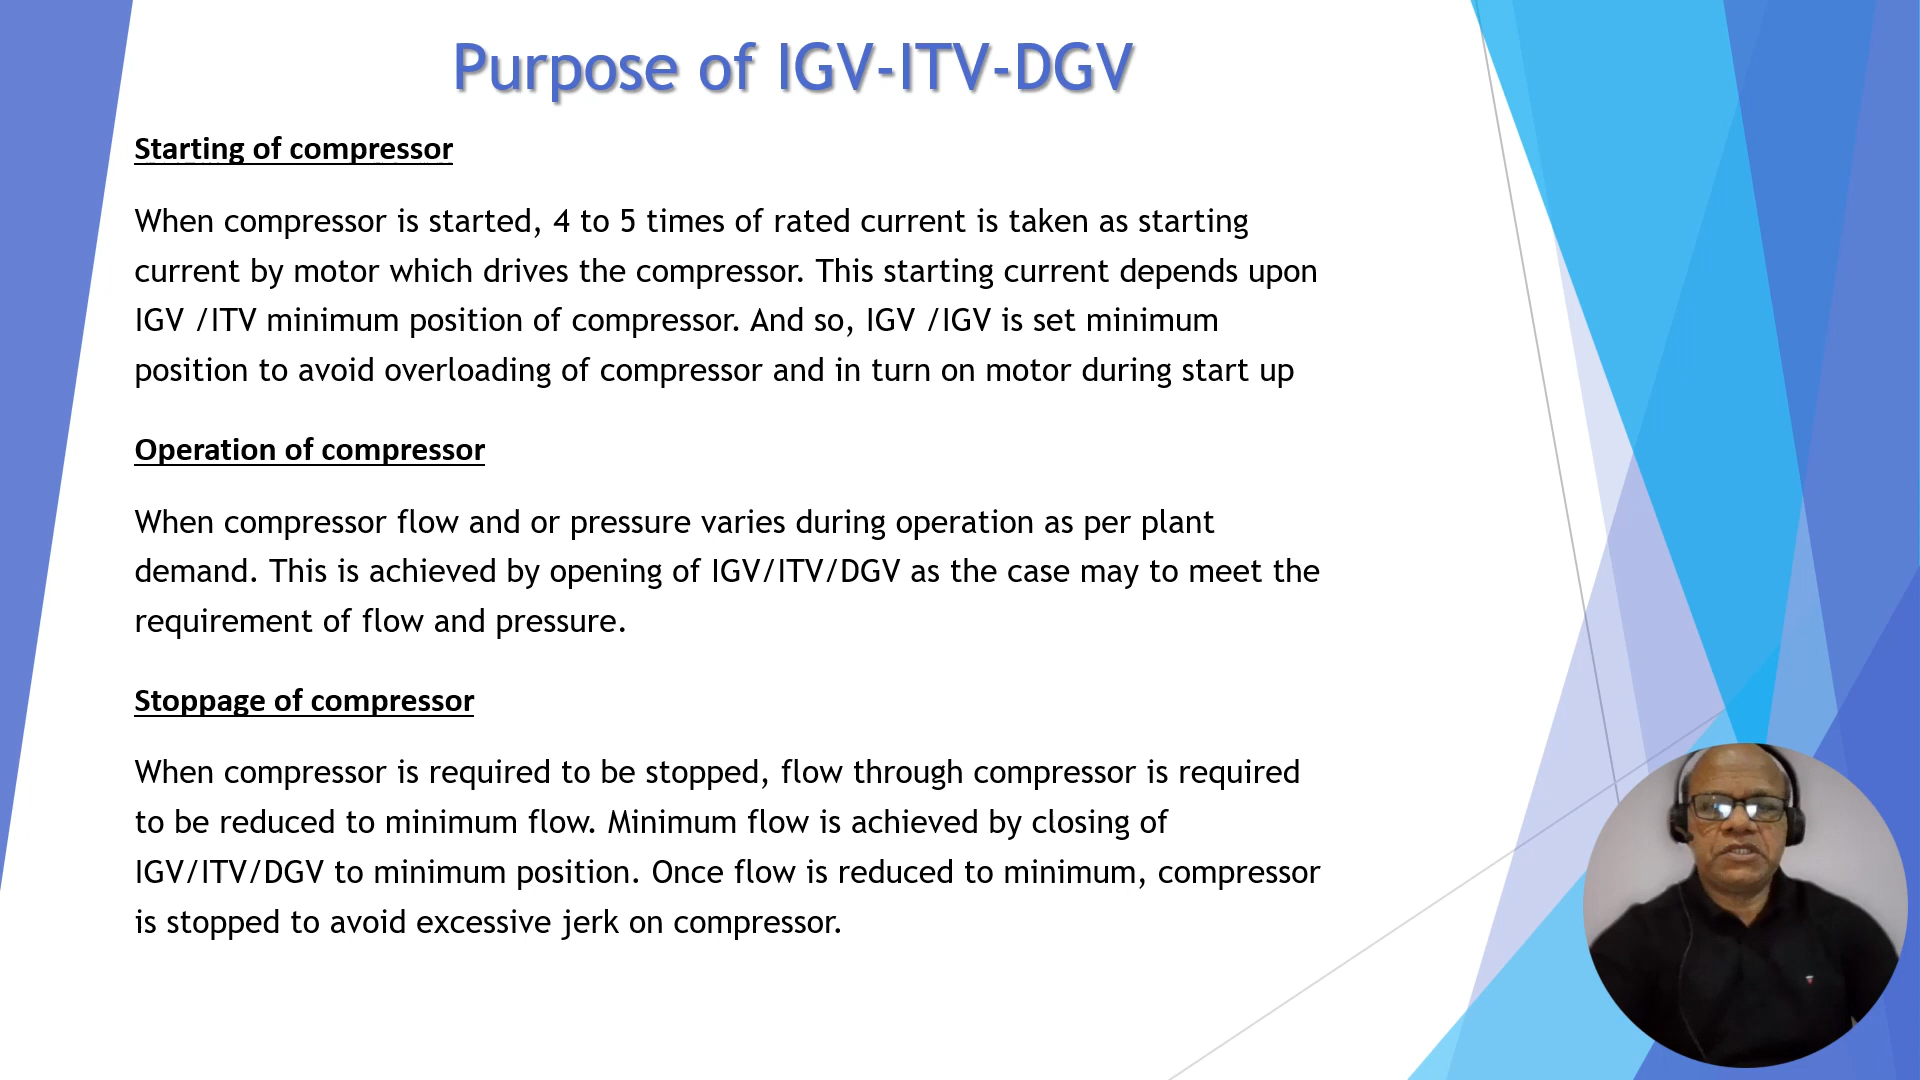 Purpose of IGV-ITV-DGV
Starting of compressor
When compressor is started, 4 to 5 times of rated current is taken as starting
current by motor which drives the compressor. This starting current depends upon
IGV /ITV minimum position of compressor. And so, IGV /IGV is set minimum
position to avoid overloading of compressor and in turn on motor during start up
Operation of compressor
When compressor flow and or pressure varies during operation as per plant
demand. This is achieved by opening of IGV/ITV/DGV as the case may to meet the
requirement of flow and pressure.
Stoppage of compressor
When compressor is required to be stopped, flow through compressor is required
to be reduced to minimum flow. Minimum flow is achieved by closing of
IGV/ITV/DGV to minimum position. Once flow is reduced to minimum, compressor
is stopped to avoid excessive jerk on compressor.